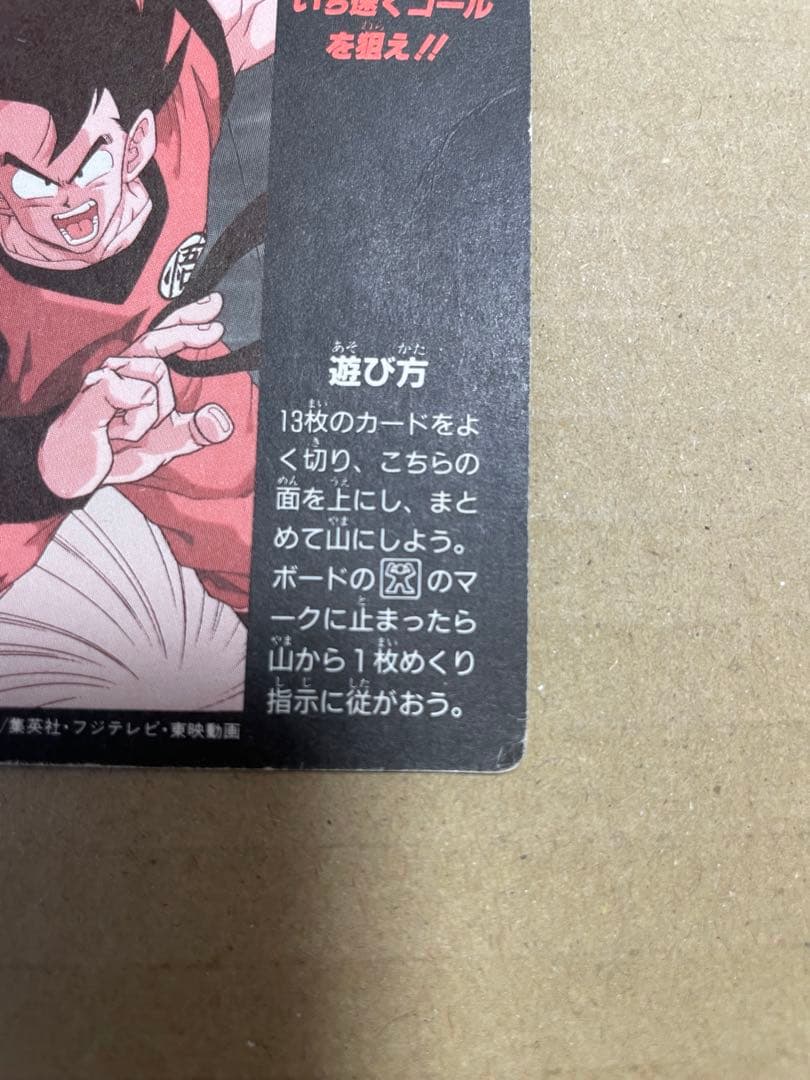 いち速くゴール
を狙え!!
悟
遊び方
13枚のカードをよ
く切り、こちらの
面を上にし、まと
めて山にしよう。
ボードの のマ
ークに止まったら
山から1枚めくり
指示に従がおう。
/集英社・フジテレビ・東映動画